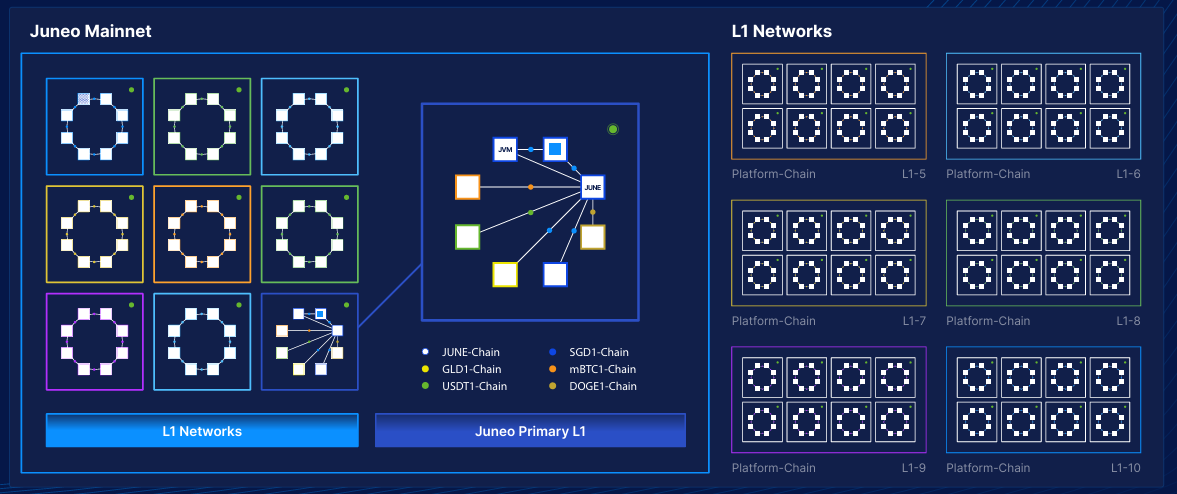 Juneo Mainnet
L1 Networks
JVM
JUNE
JUNE-Chain
SGD1-Chain
GLD1-Chain
mBTC1-Chain
USDT1-Chain
DOGE1-Chain
L1 Networks
Juneo Primary L1
Platform-Chain L1-5
Platform-Chain L1-6
Platform-Chain L1-7
Platform-Chain L1-8
Platform-Chain L1-9
Platform-Chain L1-10